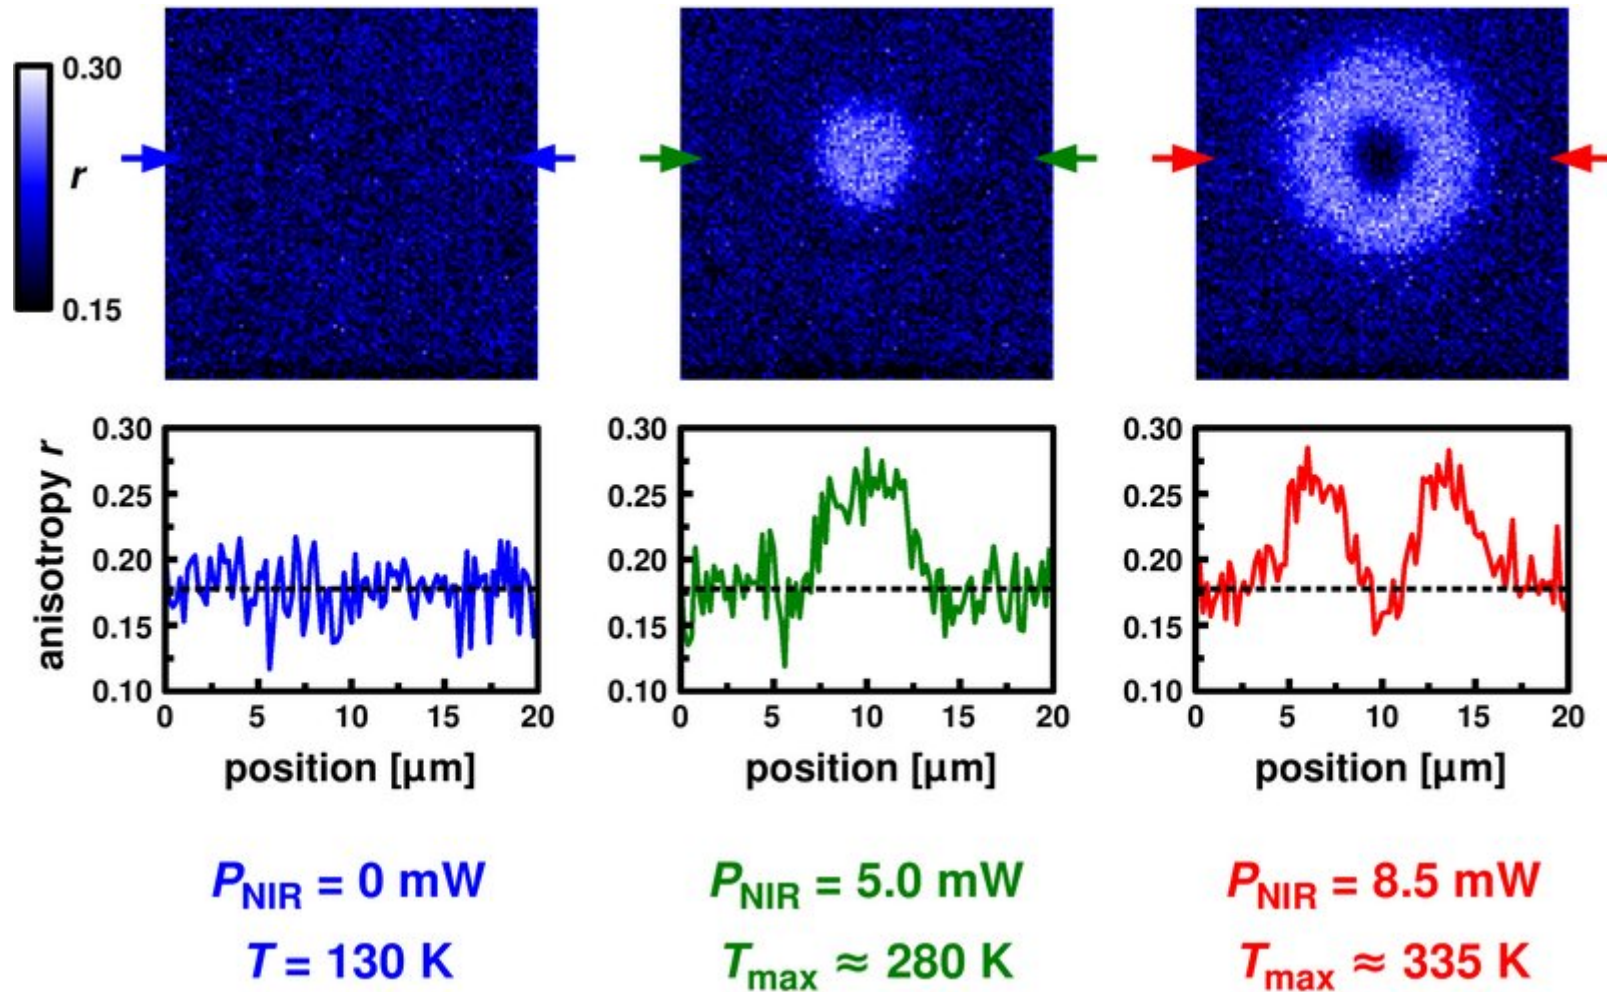 0.30
r
0.15
anisotropy r
0.30
0.25
0.20
0.15
0.10
0 5 10 15 20
position [µm]
0.30
0.25
0.20
0.15
0.10
0 5 10 15 20
position [µm]
0.30
0.25
0.20
0.15
0.10
0 5 10 15 20
position [µm]
PNIR = 0 mW
T = 130 K
PNIR = 5.0 mW
Tmax ≈ 280 K
PNIR = 8.5 mW
Tmax ≈ 335 K